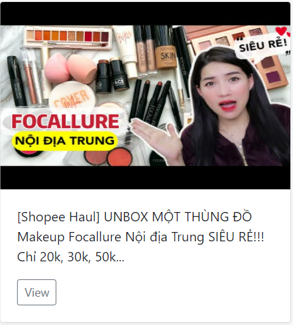 SIÊU RẺ!
FOCALLURE
NỘI ĐỊA TRUNG
[Shopee Haul] UNBOX MỘT THÙNG ĐỒ
Makeup Focallure Nội địa Trung SIÊU RẺ!!!
Chỉ 20k, 30k, 50k...
View